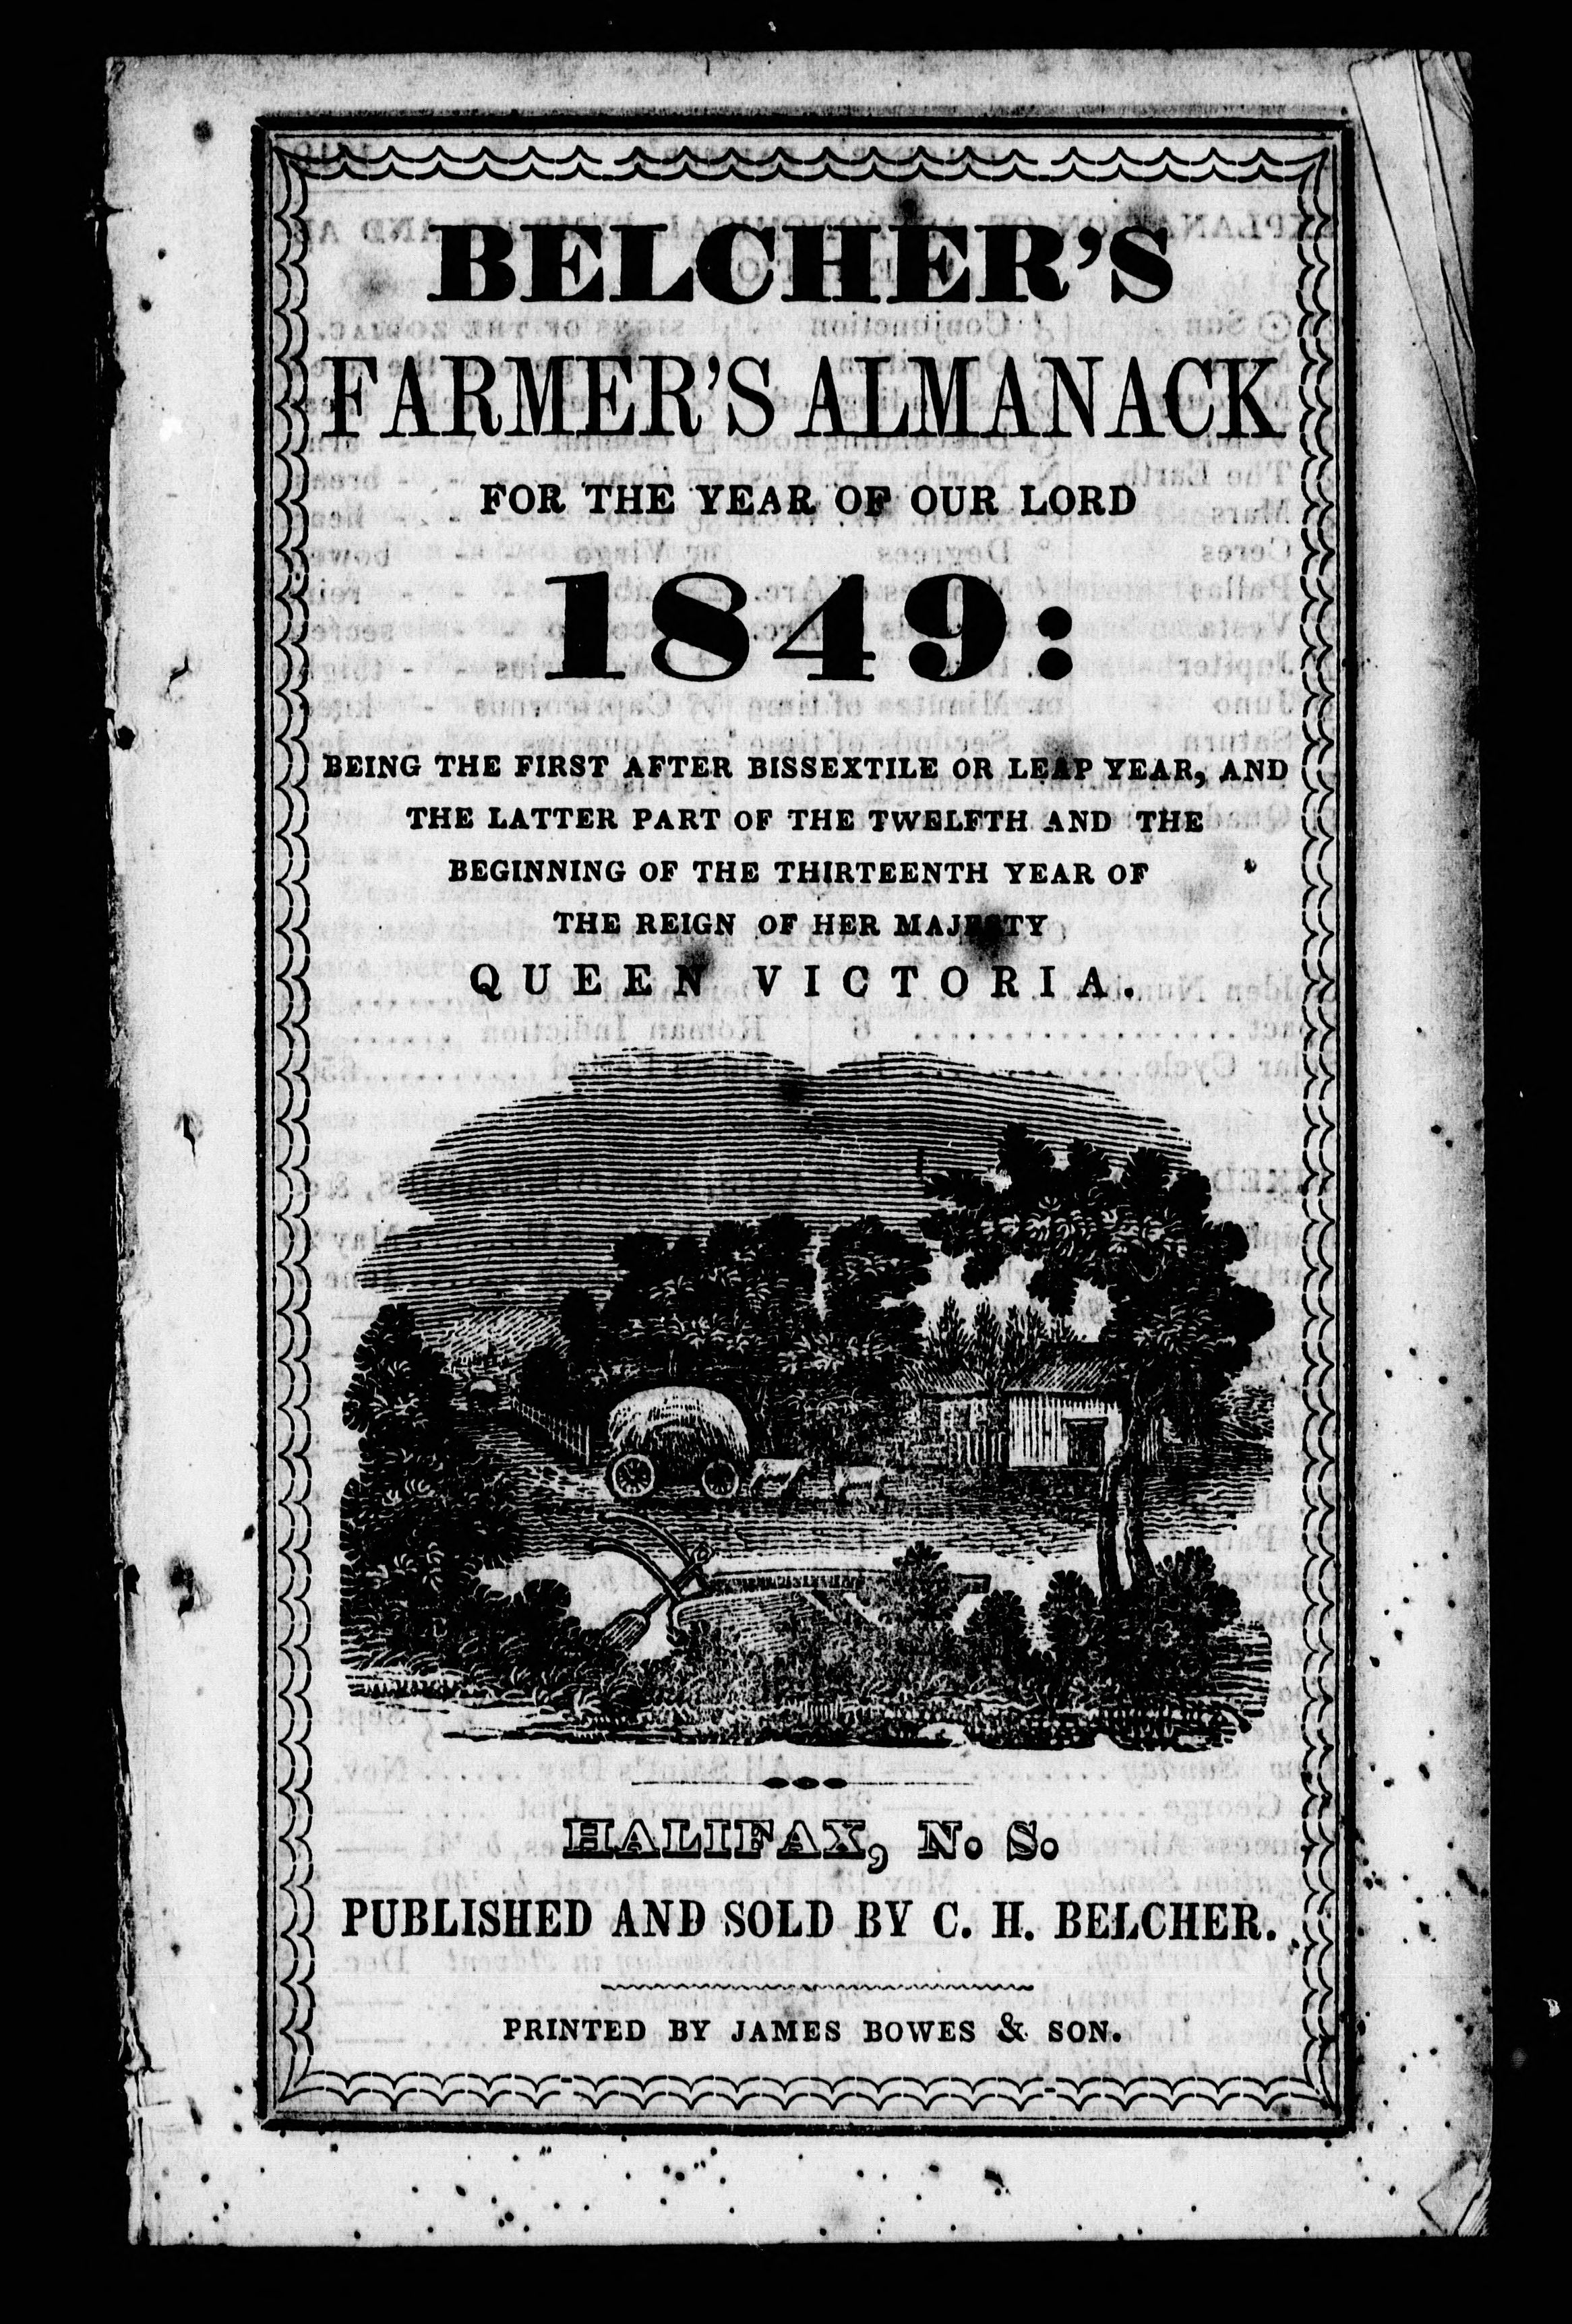 BELCHER'S
FARMER'S ALMANACK
FOR THE YEAR OF OUR LORD
1849:
BEING THE FIRST AFTER BISSEXTILE OR LEAP YEAR, AND
THE LATTER PART OF THE TWELFTH AND THE
BEGINNING OF THE THIRTEENTH YEAR OF
THE REIGN OF HER MAJESTY
QUEEN VICTORIA.
HALIFAX, N. S.
PUBLISHED AND SOLD BY C. H. BELCHER.
PRINTED BY JAMES BOWES & SON.